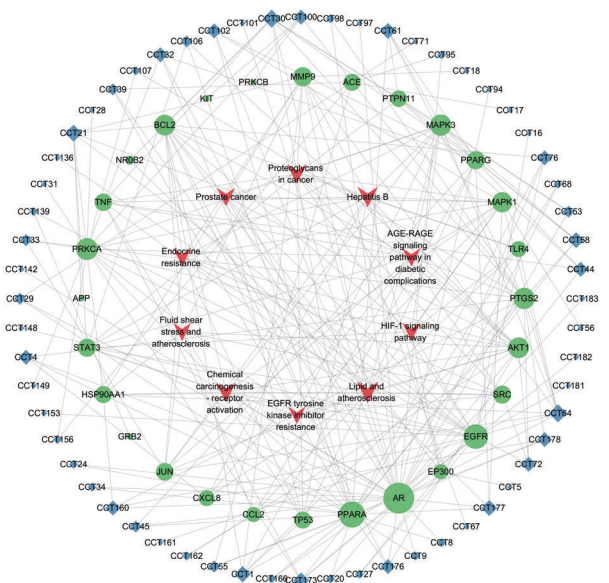 CCT30
CCT100
CCT98
CCT97
CCT101
CCT61
CCT102
CCT71
CCT106
CCT95
CCT32
CCT18
CCT107
CCT94
CCT39
CCT17
CCT28
CCT16
CCT21
CCT76
CCT136
CCT68
CCT31
CCT53
CCT139
CCT58
CCT33
CCT44
CCT142
CCT183
CCT29
CCT56
CCT148
CCT182
CCT4
CCT181
CCT149
CCT64
CCT153
CCT178
CCT156
CCT72
CCT24
CCT5
CCT34
CCT177
CCT160
CCT67
CCT45
CCT8
CCT161
CCT9
CCT162
CCT176
CCT55
CCT27
CCT1
CCT20
CCT166
CCT173
MMP9
ACE
PRKCB
PTPN11
KIT
MAPK3
BCL2
PPARG
NR0B2
MAPK1
TNF
TLR4
PRKCA
PTGS2
APP
AKT1
STAT3
SRC
HSP90AA1
EGFR
GRB2
EP300
JUN
AR
CXCL8
PPARA
CCL2
TP53
Proteoglycans
in cancer
Prostate cancer
Hepatitis B
Endocrine
resistance
AGE-RAGE
signaling
pathway in
diabetic
complications
Fluid shear
stress and
atherosclerosis
HIF-1 signaling
pathway
Chemical
carcinogenesis
- receptor
activation
Lipid and
atherosclerosis
EGFR tyrosine
kinase inhibitor
resistance